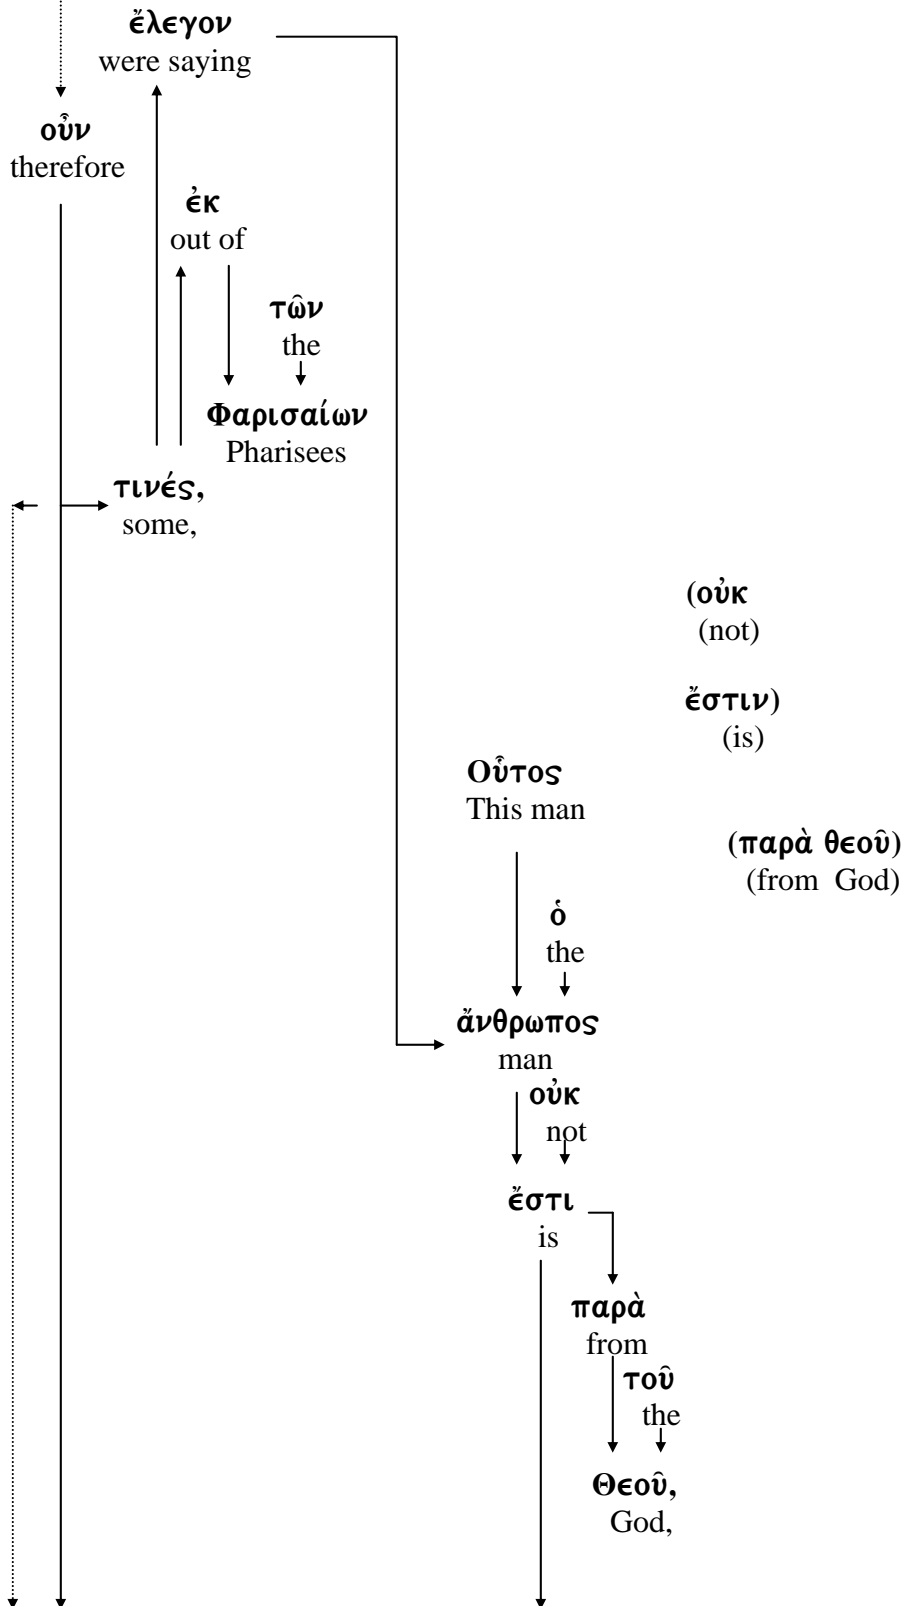 ἔλεγον
were saying
οὖν
therefore
ἐκ
out of
τῶν
the
Φαρισαίων
Pharisees
τινές,
some,
(οὐκ
(not)
ἔστιν)
(is)
Οὗτος
This man
(παρὰ θεοῦ)
(from God)
ὁ
the
ἄνθρωπος
man
οὐκ
not
ἔστι
is
παρὰ
from
τοῦ
the
Θεοῦ,
God,